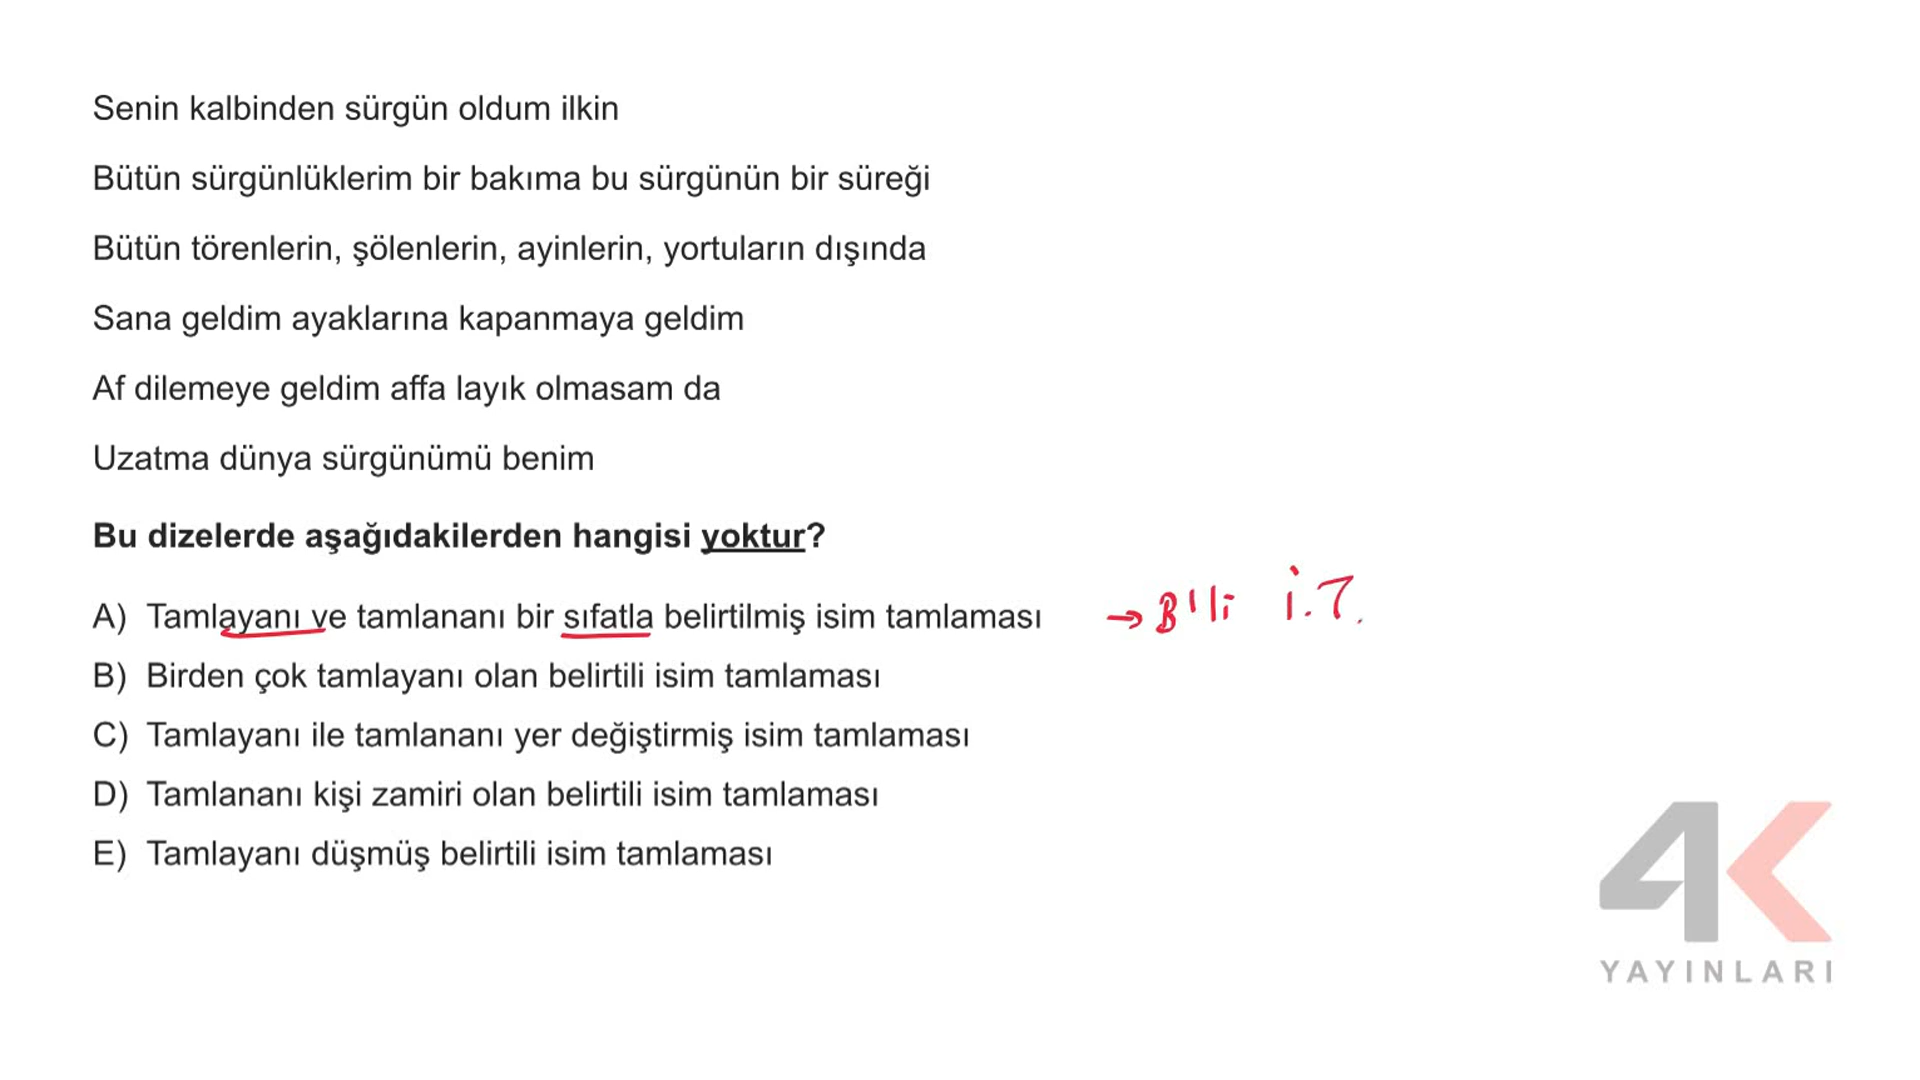 Senin kalbinden sürgün oldum ilkin
Bütün sürgünlüklerim bir bakıma bu sürgünün bir süreği
Bütün törenlerin, şölenlerin, ayinlerin, yortuların dışında
Sana geldim ayaklarına kapanmaya geldim
Af dilemeye geldim affa layık olmasam da
Uzatma dünya sürgünümü benim
Bu dizelerde aşağıdakilerden hangisi yoktur?
A) Tamlayanı ve tamlananı bir sıfatla belirtilmiş isim tamlaması → B'li İ.T.
B) Birden çok tamlayanı olan belirtili isim tamlaması
C) Tamlayanı ile tamlananı yer değiştirmiş isim tamlaması
D) Tamlananı kişi zamiri olan belirtili isim tamlaması
E) Tamlayanı düşmüş belirtili isim tamlaması
4K
YAYINLARI